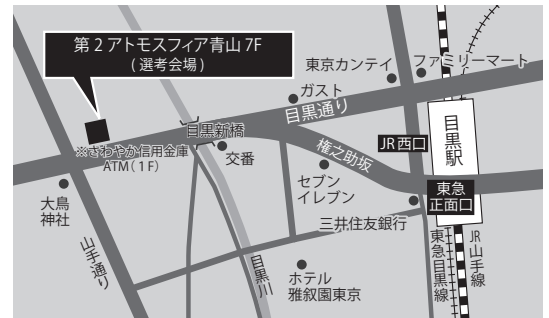 第2アトモスフィア青山 7F
(選考会場)
東京カンテイ
ファミリーマート
ガスト
目黒通り
目黒新橋
※さわやか信用金庫
ATM(1F)
交番
権之助坂
JR西口
目黒駅
セブン
イレブン
東急
正面口
大鳥
神社
三井住友銀行
山手通り
目黒川
ホテル
雅叙園東京
東急目黒線
JR山手線